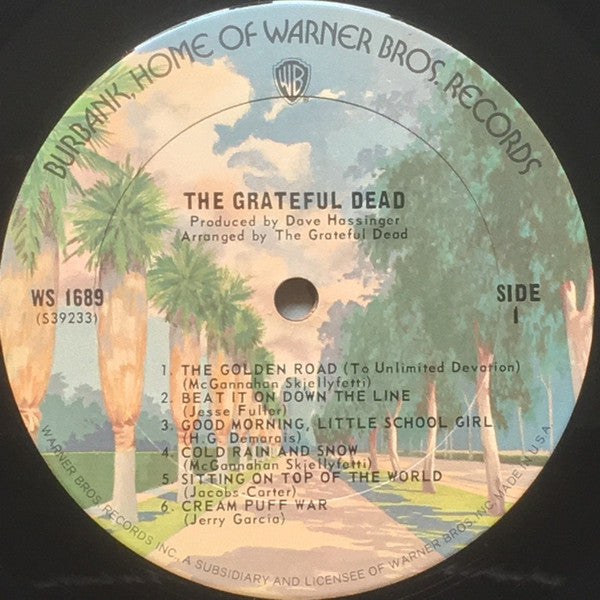 BURBANK, HOME OF WARNER BROS. RECORDS
WB
THE GRATEFUL DEAD
Produced by Dave Hassinger
Arranged by The Grateful Dead
WS 1689
(S39233)
SIDE
1
1. THE GOLDEN ROAD (To Unlimited Devotion)
(McGannahan Skjellyfetti)
2. BEAT IT ON DOWN THE LINE
(Jesse Fuller)
3. GOOD MORNING, LITTLE SCHOOL GIRL
(H.G. Demarais)
4. COLD RAIN AND SNOW
(McGannahan Skjellyfetti)
5. SITTING ON TOP OF THE WORLD
(Jacobs-Carter)
6. CREAM PUFF WAR
(Jerry Garcia)
WARNER BROS. RECORDS INC., A SUBSIDIARY AND LICENSEE OF WARNER BROS. INC. MADE IN U.S.A.